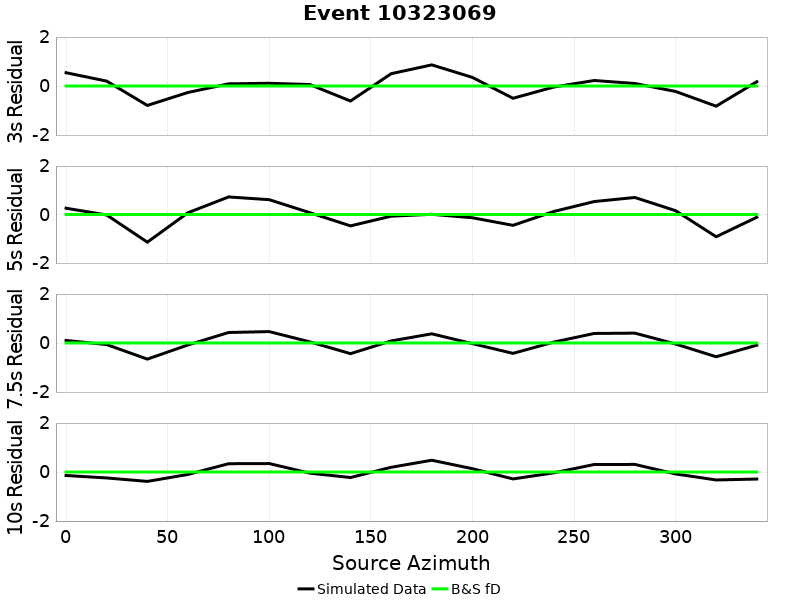 Event 10323069
3s Residual
2
0
-2
5s Residual
2
0
-2
7.5s Residual
2
0
-2
10s Residual
2
0
-2
0 50 100 150 200 250 300
Source Azimuth
Simulated Data B&S fD